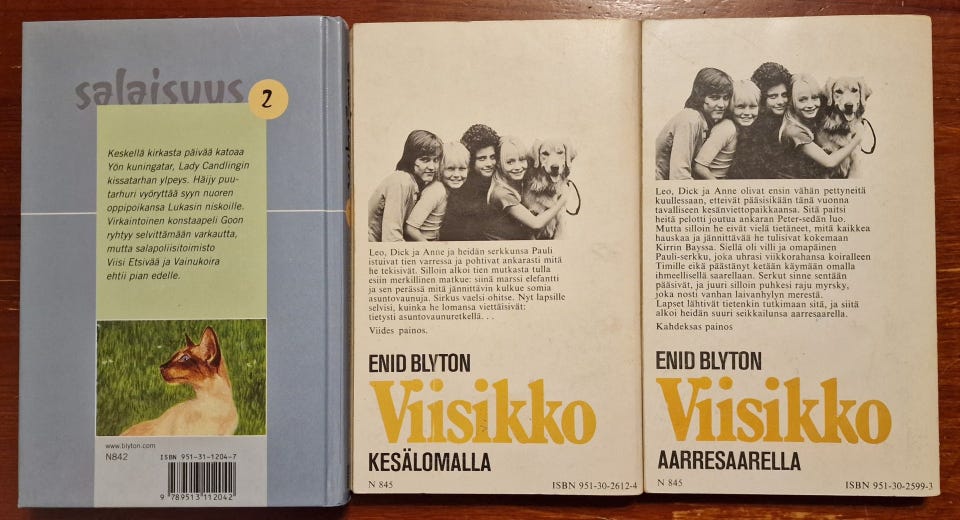 salaisuus
2
Keskellä kirkasta päivää katoaa
Yön kuningatar, Lady Candlingin
kissatarhan ylpeys. Häijy puu-
tarhuri vyöryttää syyn nuoren
oppipoikansa Lukasin niskoille.
Virkaintoinen konstaapeli Goon
ryhtyy selvittämään varkautta,
mutta salapoliisitoimisto
Viisi Etsivää ja Vainukoira
ehtii pian edelle.
www.blyton.com
N842
ISBN 951-31-1204-7
9 789513 112042
Leo, Dick ja Anne ja heidän serkkunsa Pauli
istuivat tien varressa ja pohtivat ankarasti mitä
he tekisivät. Silloin alkoi tien mutkasta tulla
esiin merkillinen matkue: siinä marssi elefantti
ja sen perässä mitä jännittävin kulkue somia
asuntovaunuja. Sirkus vaelsi ohitse. Nyt lapsille
selvisi, kuinka he lomansa viettäisivät:
tietysti asuntovaunuretkellä. . .
Viides painos.
ENID BLYTON
Viisikko
KESÄLOMALLA
N 845
ISBN 951-30-2612-4
Leo, Dick ja Anne olivat ensin vähän pettyneitä
kuullessaan, etteivät pääsisikään tänä vuonna
tavalliseen kesänviettopaikkaansa. Sitä paitsi
heitä pelotti joutua ankaran Peter-sedän luo.
Mutta silloin he eivät vielä tietäneet, mitä kaikkea
hauskaa ja jännittävää he tulisivat kokemaan
Kirrin Bayssa. Siellä oli villi ja omapäinen
Pauli-serkku, joka uhrasi viikkorahansa koiralleen
Timille eikä päästänyt ketään käymään omalla
ihmeellisellä saarellaan. Serkut sinne sentään
pääsivät, ja juuri silloin puhkesi raju myrsky,
joka nosti vanhan laivanhylyn merestä.
Lapset lähtivät tietenkin tutkimaan sitä, ja siitä
alkoi heidän suuri seikkailunsa aarresaarella.
Kahdeksas painos
ENID BLYTON
Viisikko
AARRESAARELLA
N 845
ISBN 951-30-2599-3